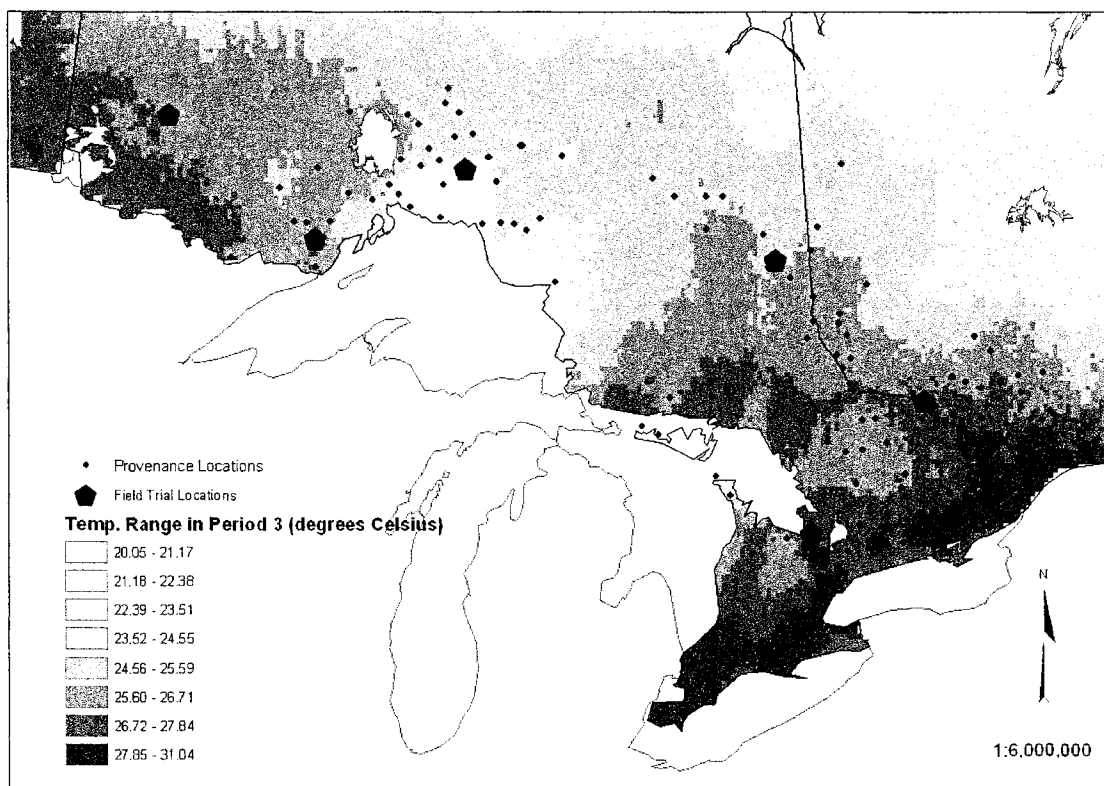 Provenance Locations
Field Trial Locations
Temp. Range in Period 3 (degrees Celsius)
20.05 - 21.17
21.18 - 22.38
22.39 - 23.51
23.52 - 24.55
24.56 - 25.59
25.60 - 26.71
26.72 - 27.84
27.85 - 31.04
N
1:6,000,000